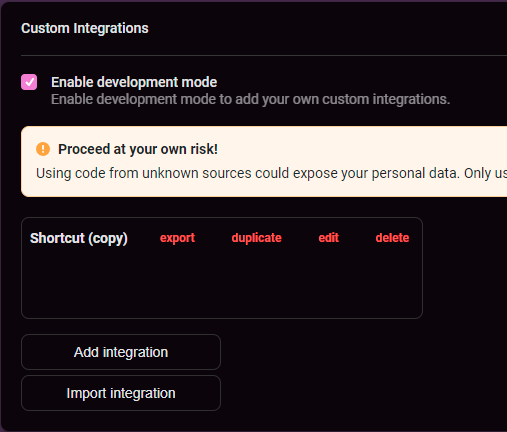 Custom Integrations
Enable development mode
Enable development mode to add your own custom integrations.
Proceed at your own risk!
Using code from unknown sources could expose your personal data. Only us
Shortcut (copy) export duplicate edit delete
Add integration
Import integration